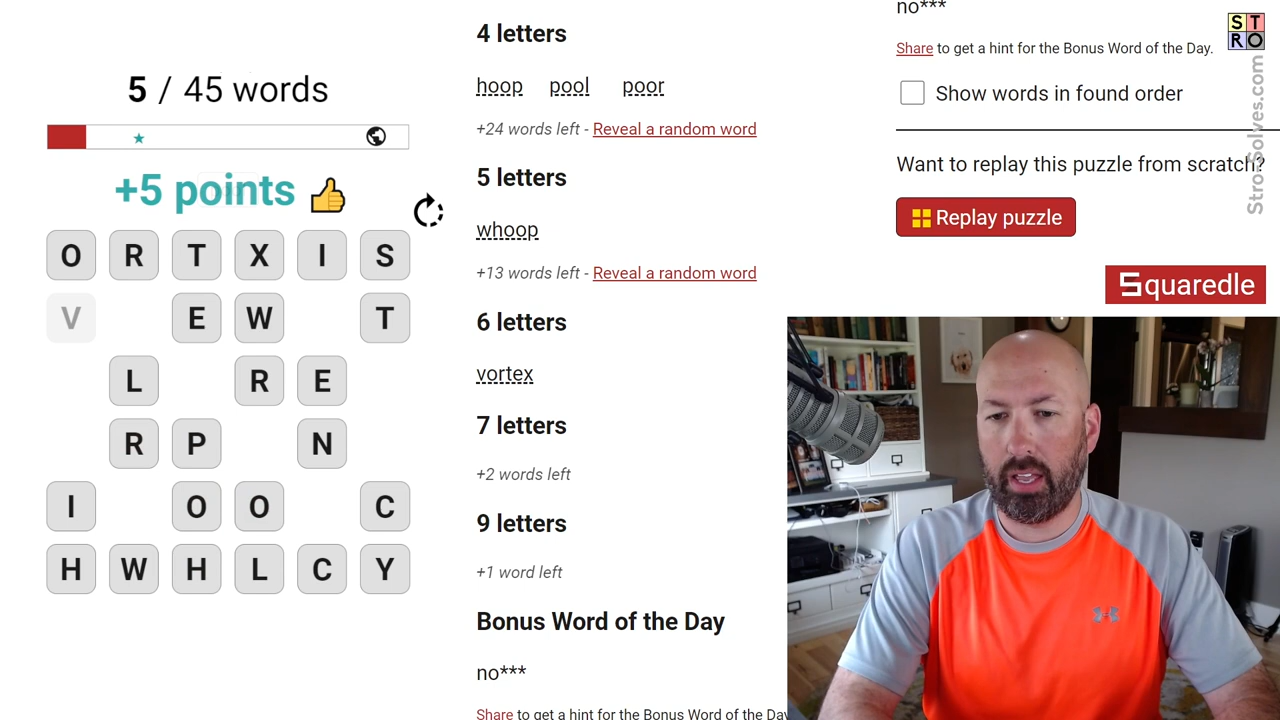 5 / 45 words
+5 points
O R T X I S
V E W T
L R E
R P N
I O O C
H W H L C Y
4 letters
hoop pool poor
+24 words left - Reveal a random word
5 letters
whoop
+13 words left - Reveal a random word
6 letters
vortex
7 letters
+2 words left
9 letters
+1 word left
Bonus Word of the Day
no***
Share to get a hint for the Bonus Word of the Day
no***
Share to get a hint for the Bonus Word of the Day.
Show words in found order
Want to replay this puzzle from scratch?
Replay puzzle
Squaredle
S T
R O
Stro-Solves.com